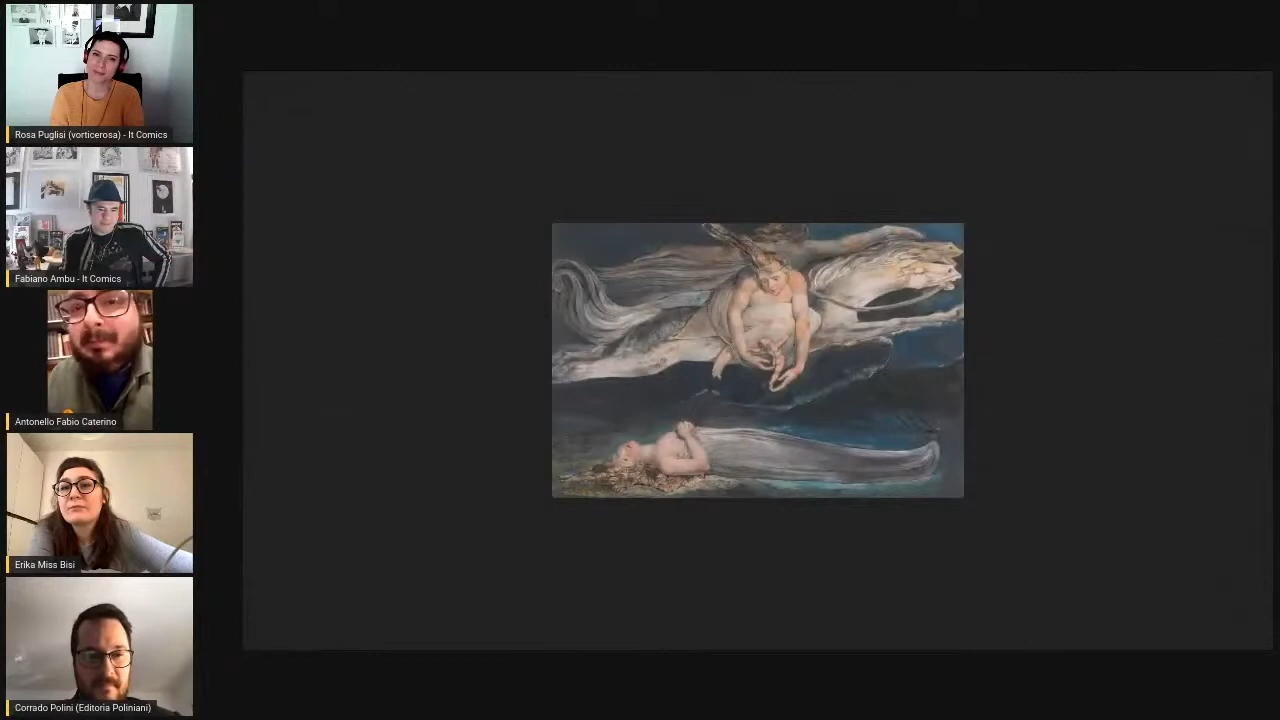 Rosa Puglisi (vorticerosa) - It Comics
Fabiano Ambu - It Comics
Antonello Fabio Caterino
Erika Miss Bisi
Corrado Polini (Editoria Poliniani)